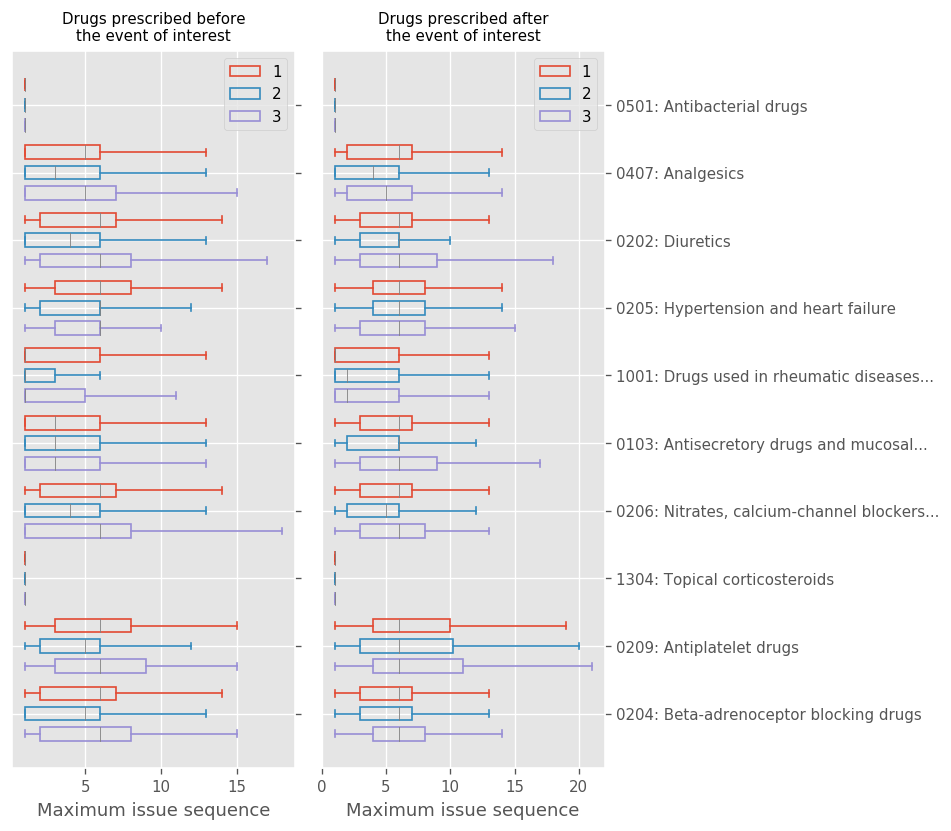 Drugs prescribed before
the event of interest
Drugs prescribed after
the event of interest
1
2
3
1
2
3
0501: Antibacterial drugs
0407: Analgesics
0202: Diuretics
0205: Hypertension and heart failure
1001: Drugs used in rheumatic diseases...
0103: Antisecretory drugs and mucosal...
0206: Nitrates, calcium-channel blockers...
1304: Topical corticosteroids
0209: Antiplatelet drugs
0204: Beta-adrenoceptor blocking drugs
5 10 15
0 5 10 15 20
Maximum issue sequence
Maximum issue sequence